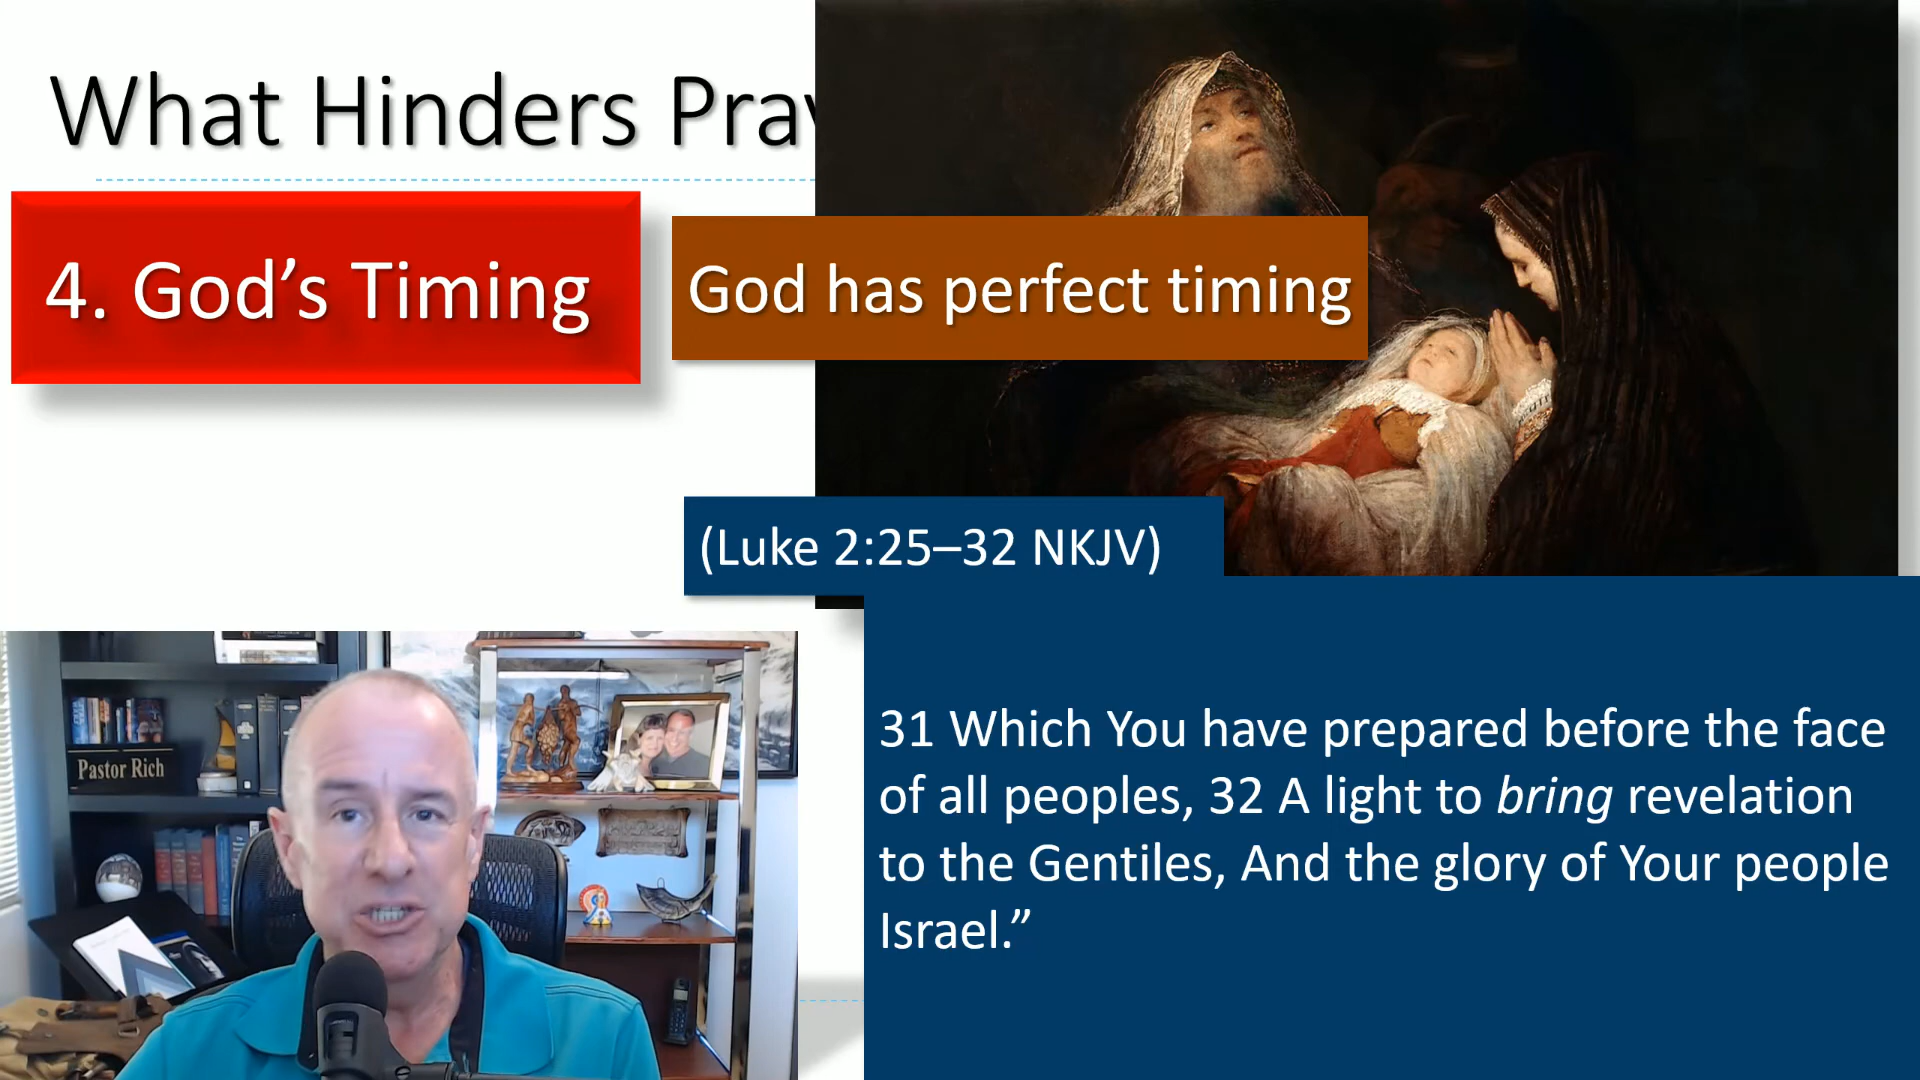 What Hinders Pray
4. God’s Timing
God has perfect timing
(Luke 2:25–32 NKJV)
31 Which You have prepared before the face
of all peoples, 32 A light to bring revelation
to the Gentiles, And the glory of Your people
Israel.”
Pastor Rich